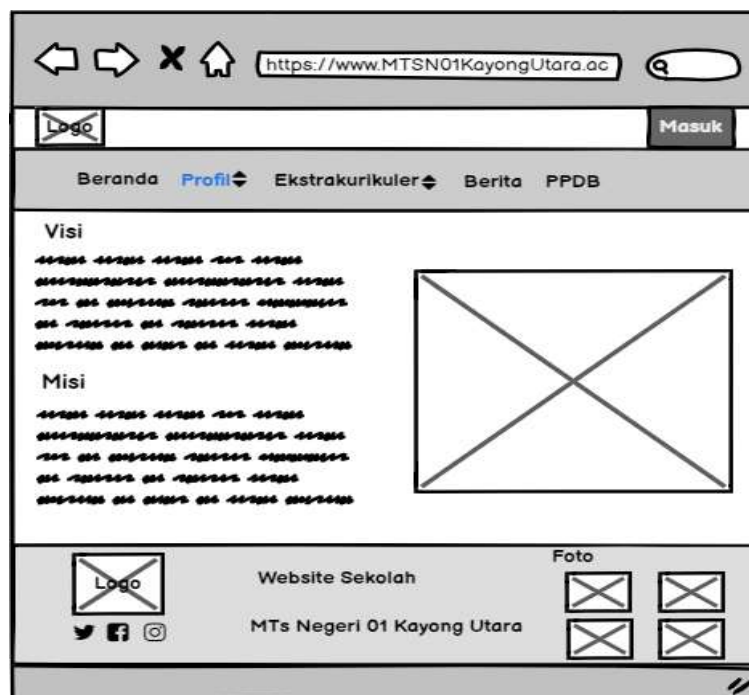 https://www.MTSN01KayongUtara.ac
Logo
Masuk
Beranda Profil Ekstrakurikuler Berita PPDB
Visi
Misi
Logo
Website Sekolah
MTs Negeri 01 Kayong Utara
Foto